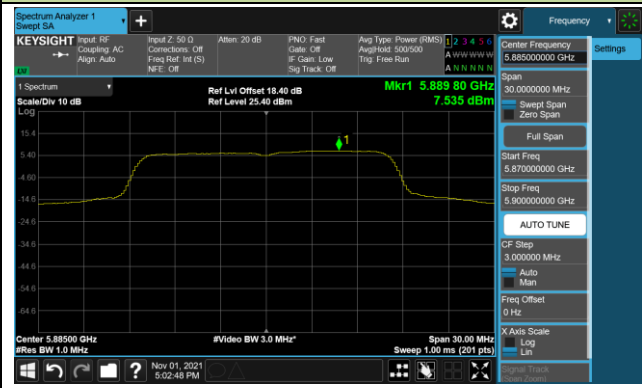 Spectrum Analyzer 1
Swept SA
Frequency
KEYSIGHT
Input: RF
Coupling: AC
Align: Auto
Input Z: 50 Ω
Corrections: Off
Freq Ref: Int (S)
NFE: Off
Atten: 20 dB
PNO: Fast
Gate: Off
IF Gain: Low
Sig Track: Off
Avg Type: Power (RMS)
Avg|Hold: 500/500
Trig: Free Run
1 2 3 4 5 6
A W W W W W
A N N N N N
LXI
1 Spectrum
Scale/Div 10 dB
Log
Ref Lvl Offset 18.40 dB
Ref Level 25.40 dBm
Mkr1 5.889 80 GHz
7.535 dBm
1
15.4
5.40
-4.60
-14.6
-24.6
-34.6
-44.6
-54.6
-64.6
Center 5.88500 GHz
#Res BW 1.0 MHz
#Video BW 3.0 MHz*
Span 30.00 MHz
Sweep 1.00 ms (201 pts)
Nov 01, 2021
5:02:48 PM
Center Frequency
5.885000000 GHz
Span
30.0000000 MHz
Swept Span
Zero Span
Full Span
Start Freq
5.870000000 GHz
Stop Freq
5.900000000 GHz
AUTO TUNE
CF Step
3.000000 MHz
Auto
Man
Freq Offset
0 Hz
X Axis Scale
Log
Lin
Signal Track
(Span Zoom)
Settings